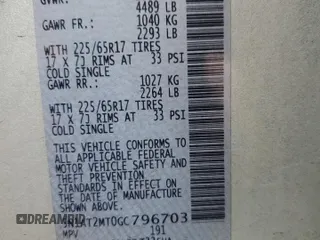 GVWR:
4489 LB
GAWR FR.: 1040 KG
2293 LB
WITH 225/65R17 TIRES
17 X 7J RIMS AT 33 PSI
COLD SINGLE
GAWR RR.: 1027 KG
2264 LB
WITH 225/65R17 TIRES
17 X 7J RIMS AT 33 PSI
COLD SINGLE
THIS VEHICLE CONFORMS TO
ALL APPLICABLE FEDERAL
MOTOR VEHICLE SAFETY AND
THEFT PREVENTION
STANDARDS IN EFFECT ON
THE DATE OF MANUFACTURE
SHOWN ABOVE.
796703
MPV 191
DREAMBID